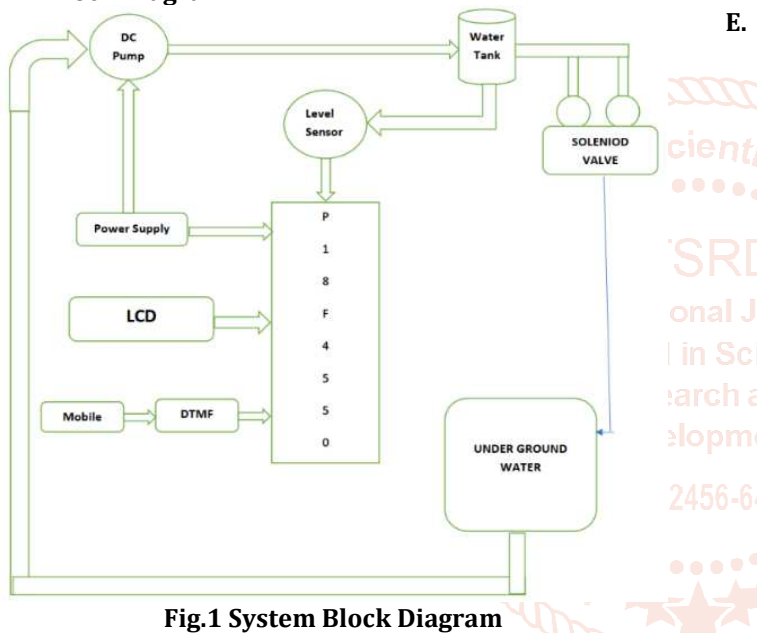 E.
DC
Pump
Water
Tank
Level
Sensor
SOLENIOD
VALVE
Power Supply
P
1
8
F
4
5
5
0
LCD
Mobile
DTMF
UNDER GROUND
WATER
Fig.1 System Block Diagram